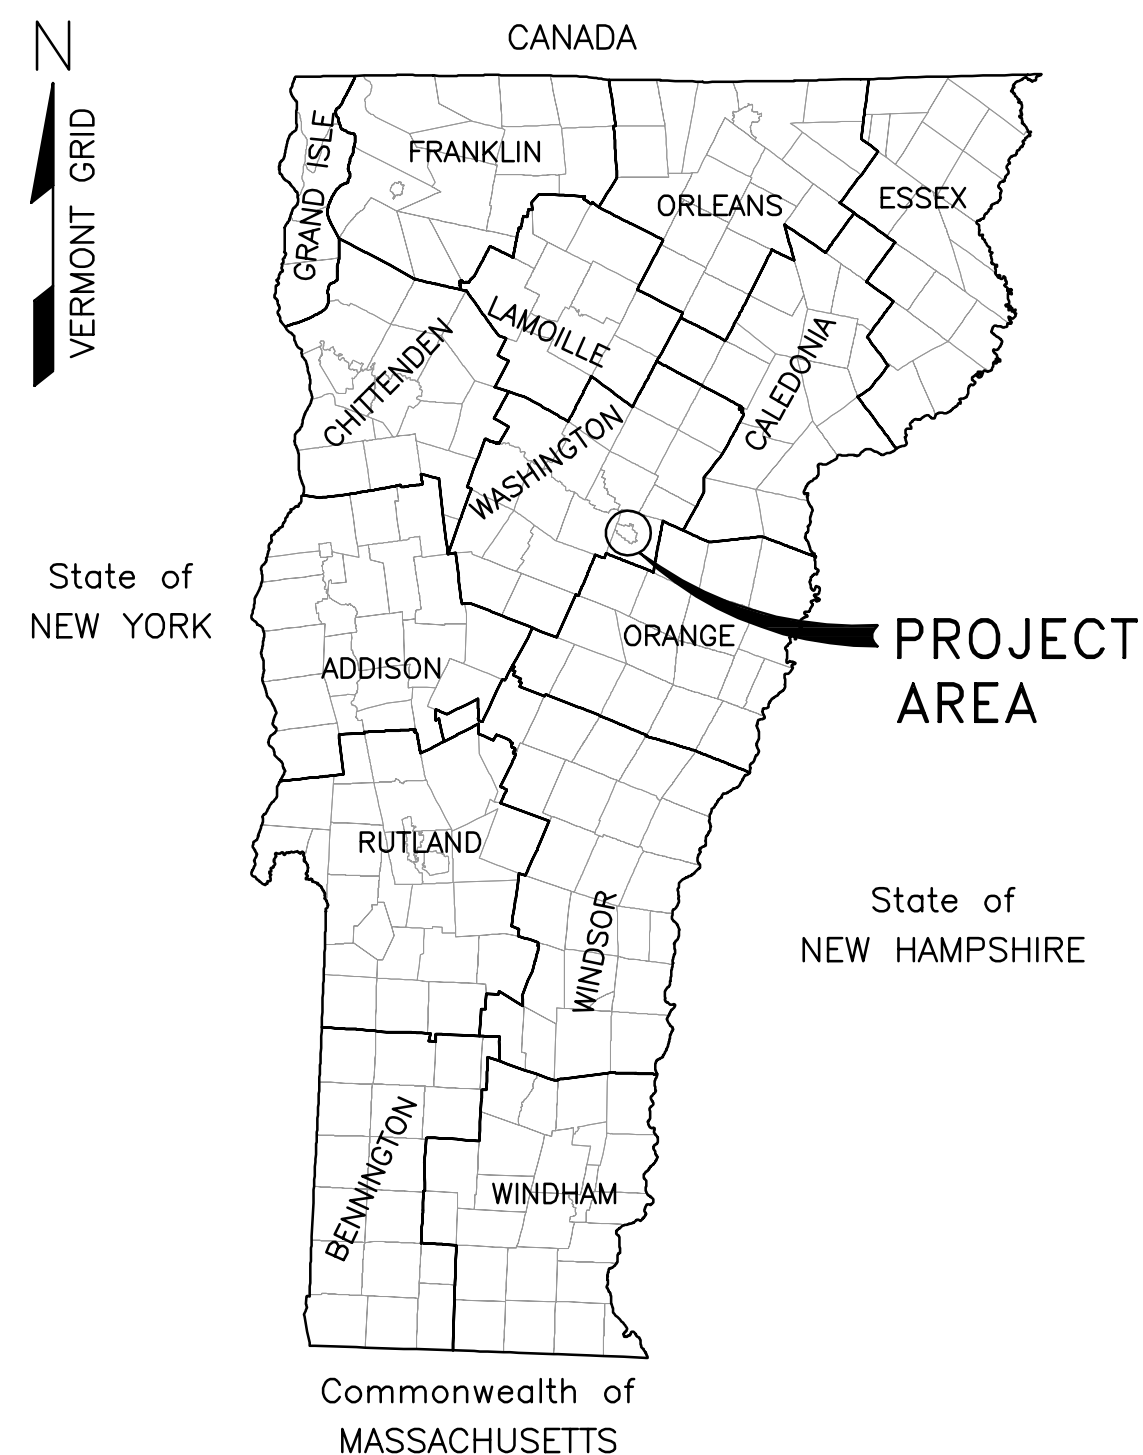 N
VERMONT GRID
CANADA
GRAND ISLE
FRANKLIN
ORLEANS
ESSEX
LAMOILLE
CHITTENDEN
CALEDONIA
WASHINGTON
State of
NEW YORK
ORANGE
PROJECT
AREA
ADDISON
RUTLAND
WINDSOR
State of
NEW HAMPSHIRE
BENNINGTON
WINDHAM
Commonwealth of
MASSACHUSETTS